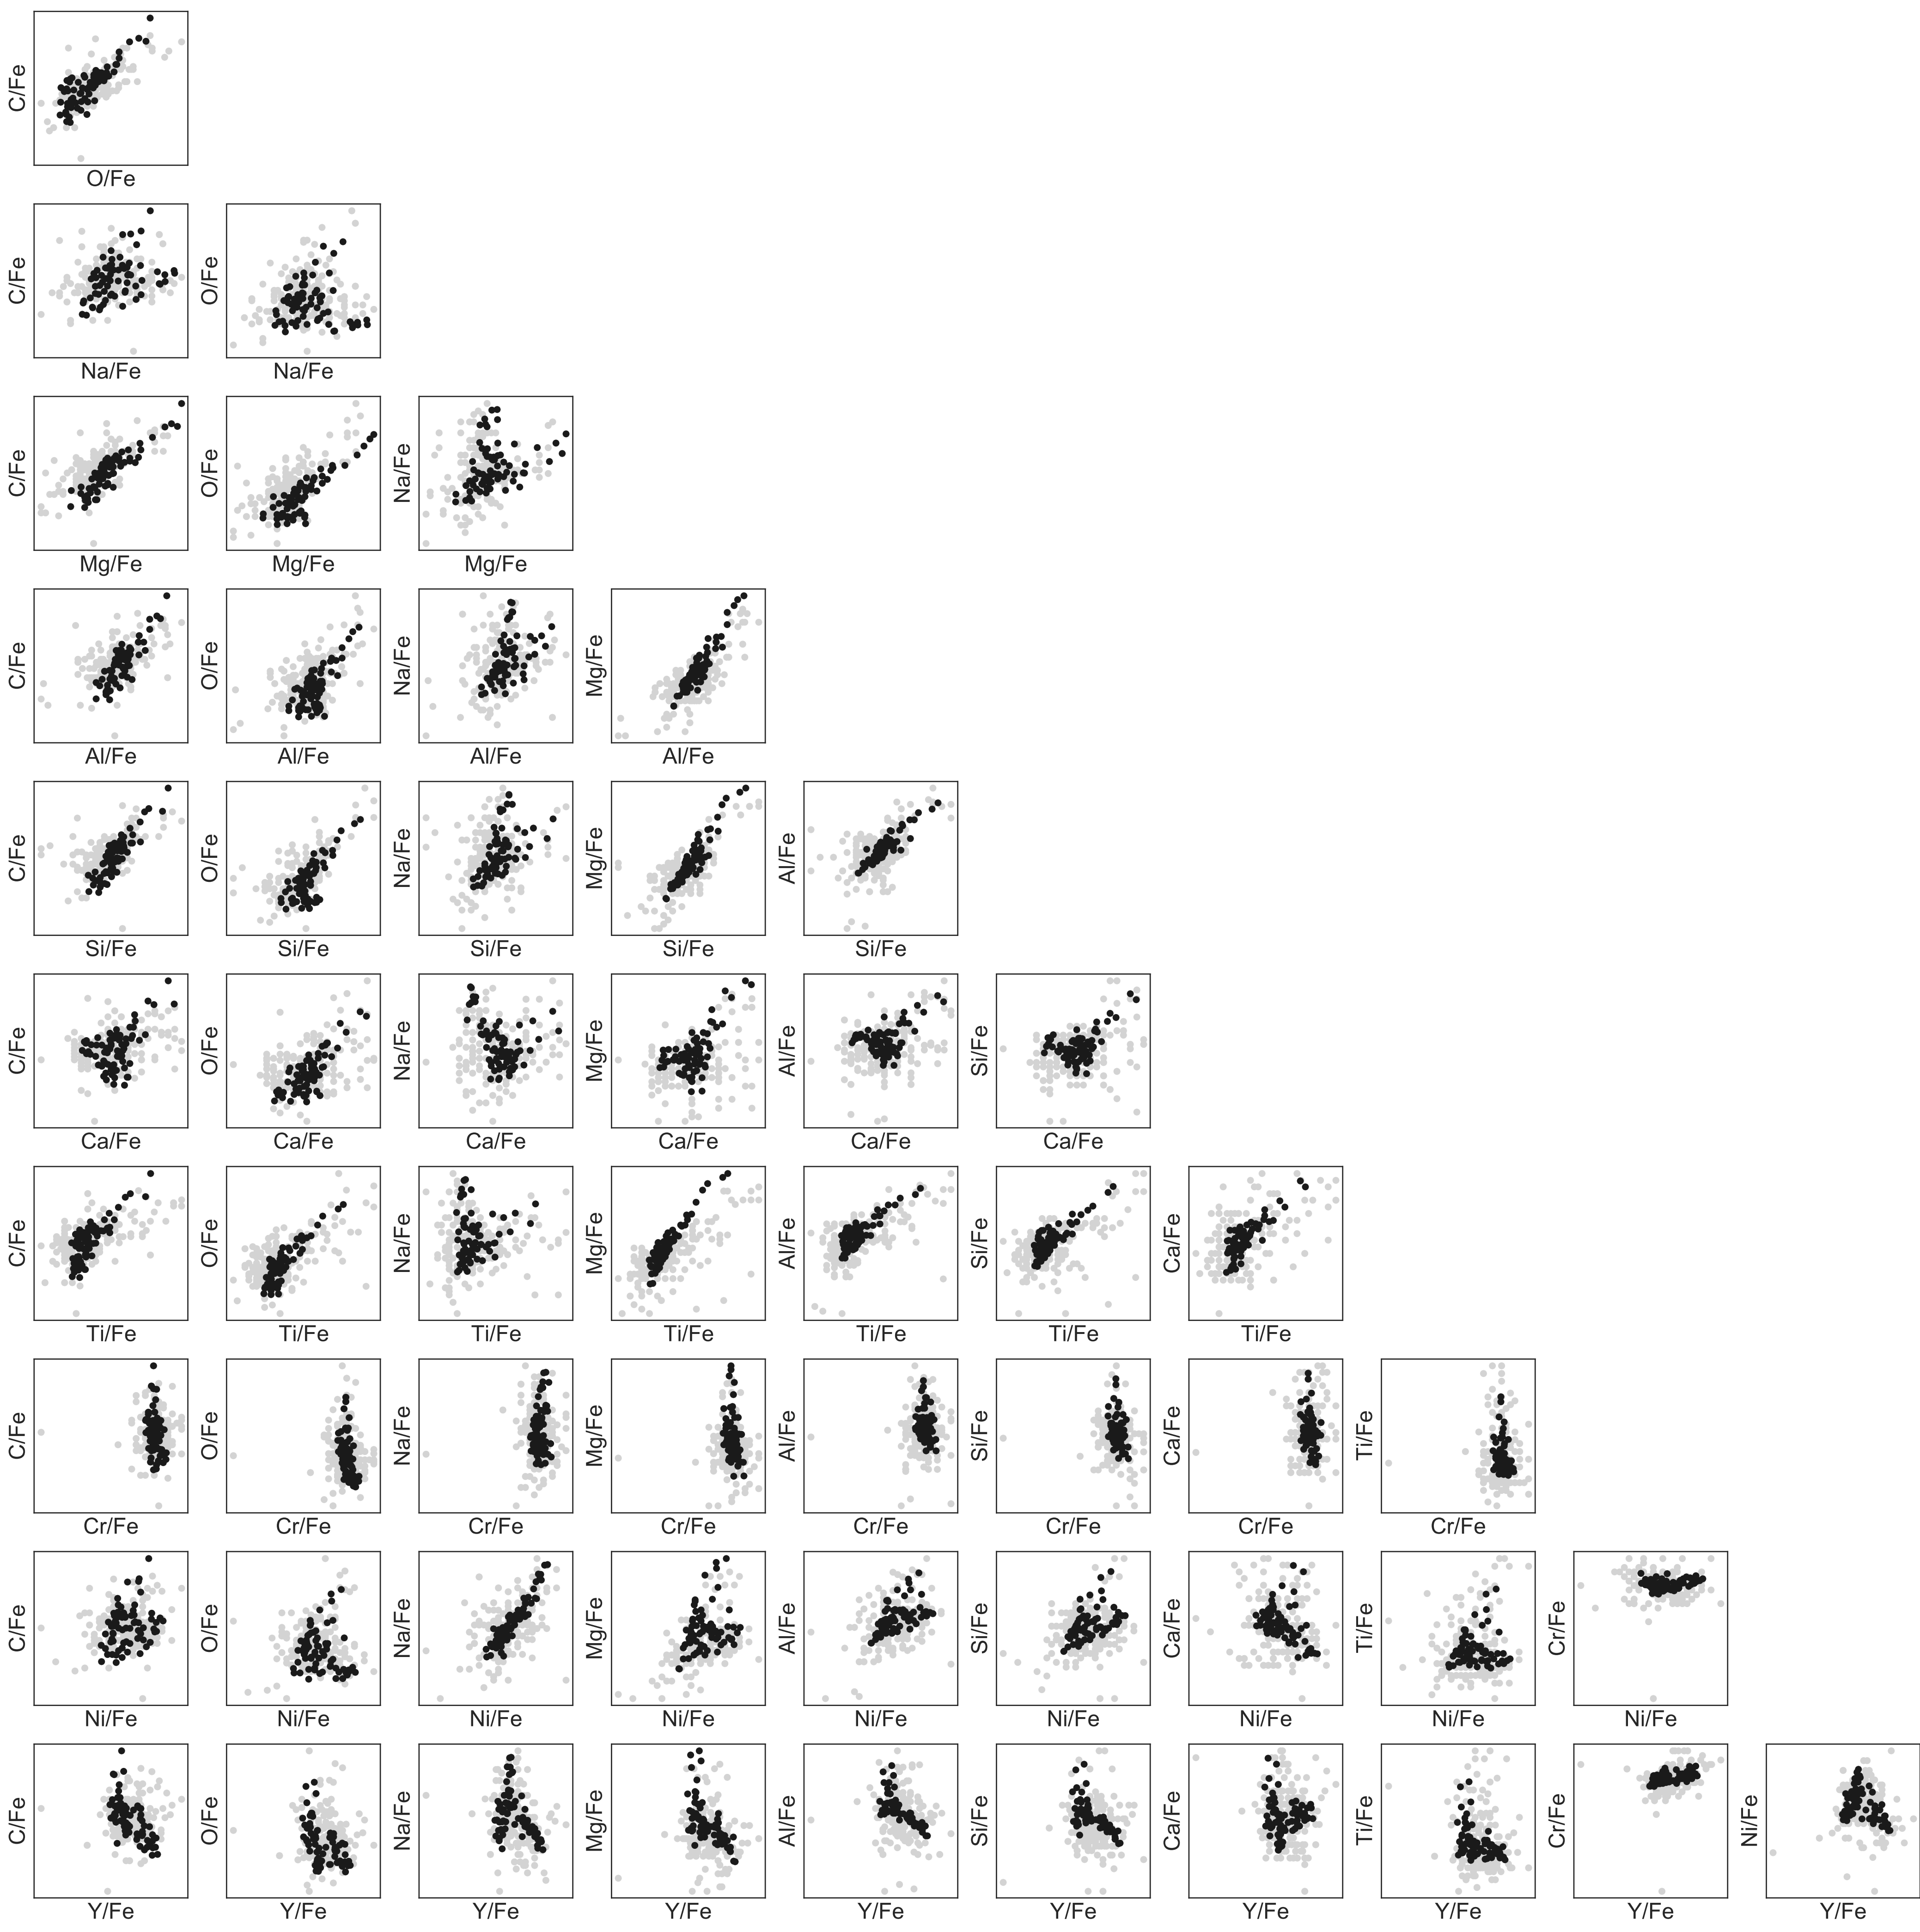 C/Fe
O/Fe
C/Fe O/Fe
Na/Fe Na/Fe
C/Fe O/Fe Na/Fe
Mg/Fe Mg/Fe Mg/Fe
C/Fe O/Fe Na/Fe Mg/Fe
Al/Fe Al/Fe Al/Fe Al/Fe
C/Fe O/Fe Na/Fe Mg/Fe Al/Fe
Si/Fe Si/Fe Si/Fe Si/Fe Si/Fe
C/Fe O/Fe Na/Fe Mg/Fe Al/Fe Si/Fe
Ca/Fe Ca/Fe Ca/Fe Ca/Fe Ca/Fe Ca/Fe
C/Fe O/Fe Na/Fe Mg/Fe Al/Fe Si/Fe Ca/Fe
Ti/Fe Ti/Fe Ti/Fe Ti/Fe Ti/Fe Ti/Fe Ti/Fe
C/Fe O/Fe Na/Fe Mg/Fe Al/Fe Si/Fe Ca/Fe Ti/Fe
Cr/Fe Cr/Fe Cr/Fe Cr/Fe Cr/Fe Cr/Fe Cr/Fe Cr/Fe
C/Fe O/Fe Na/Fe Mg/Fe Al/Fe Si/Fe Ca/Fe Ti/Fe Cr/Fe
Ni/Fe Ni/Fe Ni/Fe Ni/Fe Ni/Fe Ni/Fe Ni/Fe Ni/Fe Ni/Fe
C/Fe O/Fe Na/Fe Mg/Fe Al/Fe Si/Fe Ca/Fe Ti/Fe Cr/Fe Ni/Fe
Y/Fe Y/Fe Y/Fe Y/Fe Y/Fe Y/Fe Y/Fe Y/Fe Y/Fe Y/Fe